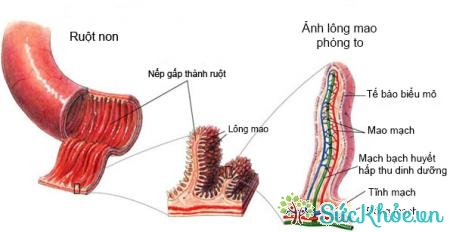 Ruột non
Ảnh lông mao
phóng to
Nếp gấp thành ruột
Lông mao
Tế bào biểu mô
Mao mạch
Mạch bạch huyết
hấp thu dinh dưỡng
Tĩnh mạch
SứcKhỏe.vn